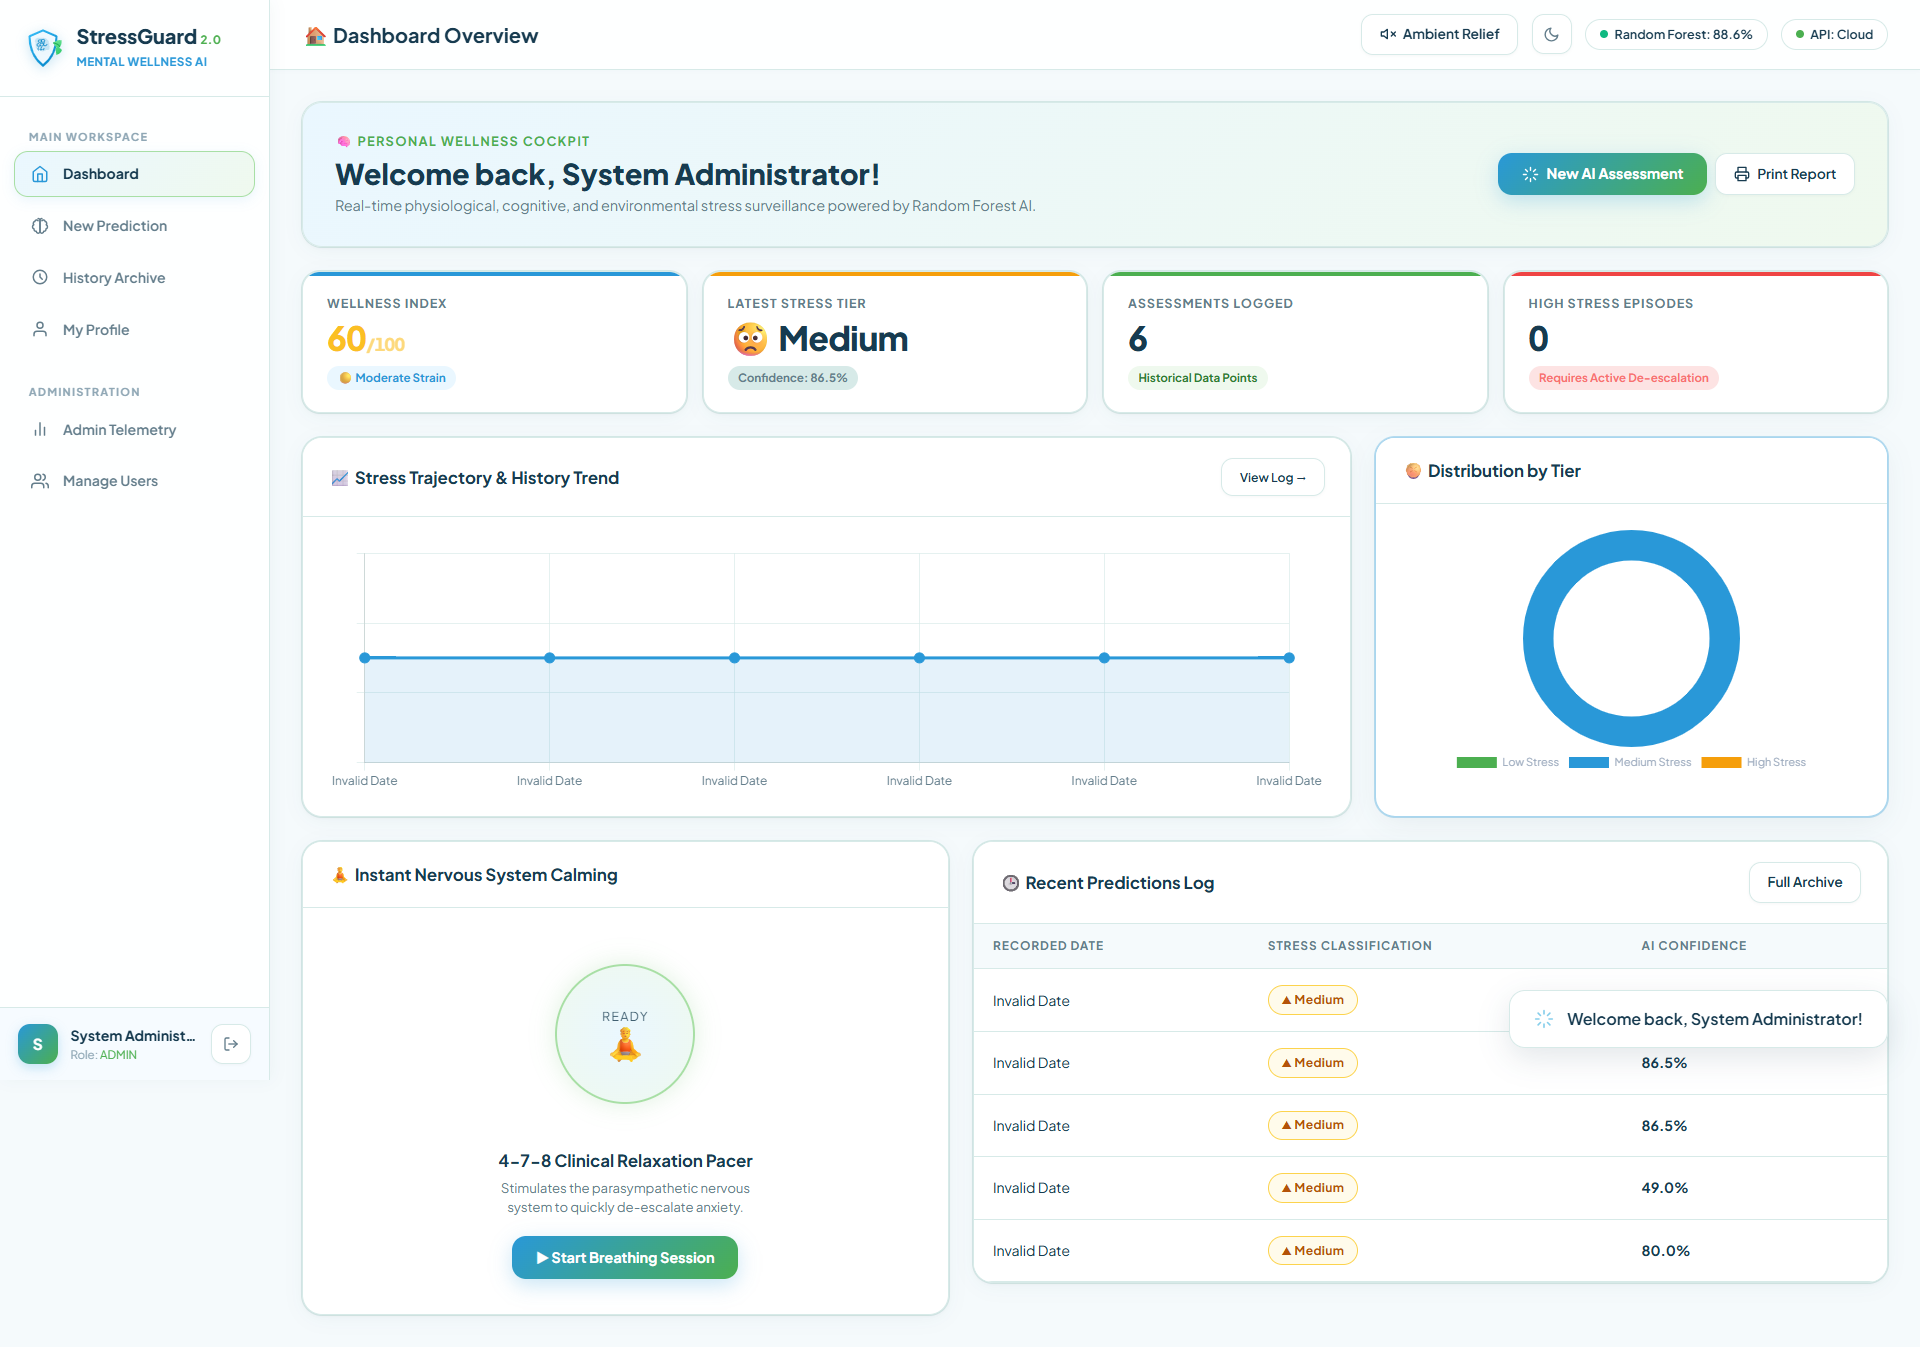 StressGuard 2.0
MENTAL WELLNESS AI
MAIN WORKSPACE
Dashboard
New Prediction
History Archive
My Profile
ADMINISTRATION
Admin Telemetry
Manage Users
S
System Administ...
Role: ADMIN
Dashboard Overview
Ambient Relief
Random Forest: 88.6%
API: Cloud
PERSONAL WELLNESS COCKPIT
Welcome back, System Administrator!
Real-time physiological, cognitive, and environmental stress surveillance powered by Random Forest AI.
New AI Assessment
Print Report
WELLNESS INDEX
60/100
Moderate Strain
LATEST STRESS TIER
Medium
Confidence: 86.5%
ASSESSMENTS LOGGED
6
Historical Data Points
HIGH STRESS EPISODES
0
Requires Active De-escalation
Stress Trajectory & History Trend
View Log →
Invalid Date Invalid Date Invalid Date Invalid Date Invalid Date Invalid Date
Distribution by Tier
Low Stress Medium Stress High Stress
Instant Nervous System Calming
READY
4-7-8 Clinical Relaxation Pacer
Stimulates the parasympathetic nervous
system to quickly de-escalate anxiety.
▶ Start Breathing Session
Recent Predictions Log
Full Archive
RECORDED DATE STRESS CLASSIFICATION AI CONFIDENCE
Invalid Date ▲ Medium
Welcome back, System Administrator!
Invalid Date ▲ Medium 86.5%
Invalid Date ▲ Medium 86.5%
Invalid Date ▲ Medium 49.0%
Invalid Date ▲ Medium 80.0%